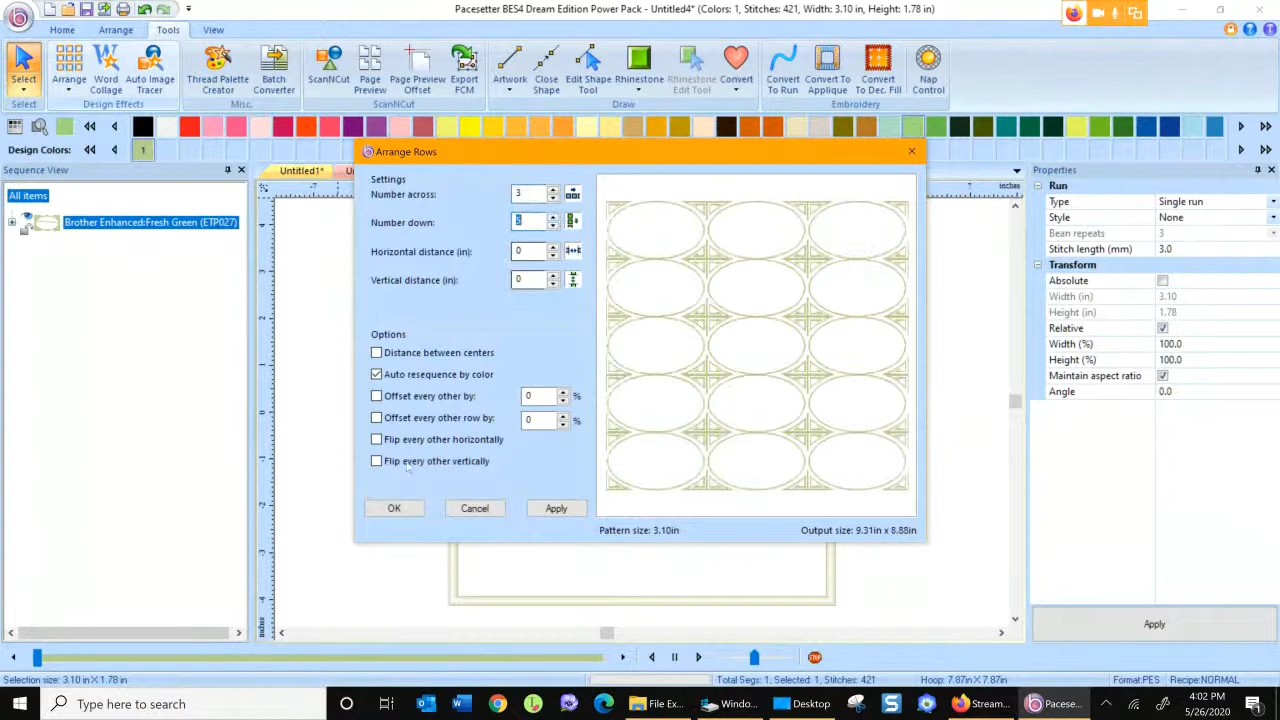 Pacesetter BES4 Dream Edition Power Pack - Untitled4* (Colors: 1, Stitches: 421, Width: 3.10 in, Height: 1.78 in)
Home Arrange Tools View
Select Arrange Word Collage Auto Image Tracer Thread Palette Creator Batch Converter ScanNCut Page Preview Page Preview Offset Export FCM Artwork Close Shape Edit Shape Tool Rhinestone Rhinestone Edit Tool Convert Convert To Run Convert To Applique Convert To Dec. Fill Nap Control
Select Design Effects Misc. ScanNCut Draw Embroidery
Design Colors: 1
Sequence View
All items
Brother Enhanced:Fresh Green (ETP027)
Untitled1*
inches
Arrange Rows
Settings
Number across: 3
Number down: 5
Horizontal distance (in): 0
Vertical distance (in): 0
Options
Distance between centers
Auto resequence by color
Offset every other by: 0 %
Offset every other row by: 0 %
Flip every other horizontally
Flip every other vertically
OK Cancel Apply
Pattern size: 3.10in Output size: 9.31in x 8.88in
Properties
Run
Type Single run
Style None
Bean repeats 3
Stitch length (mm) 3.0
Transform
Absolute
Width (in) 3.10
Height (in) 1.78
Relative
Width (%) 100.0
Height (%) 100.0
Maintain aspect ratio
Angle 0.0
Apply
STOP
Selection size: 3.10 in X 1.78 in Total Segs: 1, Selected: 1, Stitches: 421 Hoop: 7.87in X 7.87in Format:PES Recipe:NORMAL
Type here to search
File Ex... Windo... Desktop Stream... Pacese...
4:02 PM
5/26/2020